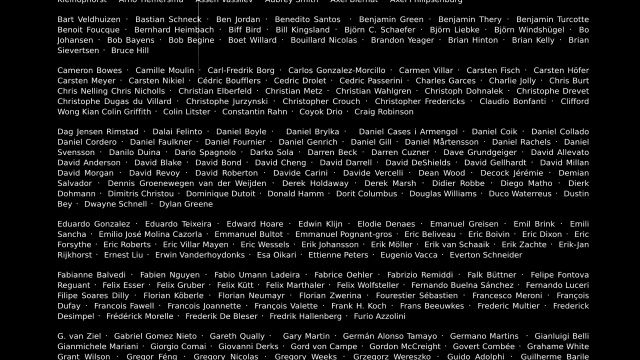 Kleinophorst · Arno Hemersma · Assen Vassilev · Aubrey Smith · Axel Biernat · Axel Philipsenburg
Bart Veldhuizen · Bastian Schneck · Ben Jordan · Benedito Santos · Benjamin Green · Benjamin Thery · Benjamin Turcotte
Benoit Foucque · Bernhard Heimbach · Biff Bird · Bill Kingsland · Björn C. Schaefer · Björn Liebke · Björn Windshügel · Bo
Johansen · Bob Bayens · Bob Begine · Boet Willard · Bouillard Nicolas · Brandon Yeager · Brian Hinton · Brian Kelly · Brian
Sievertsen · Bruce Hill
Cameron Bowes · Camille Moulin · Carl-Fredrik Borg · Carlos Gonzalez-Morcillo · Carmen Villar · Carsten Fisch · Carsten Höfer
Carsten Meyer · Carsten Nikiel · Cédric Bouffflers · Cedric Drolet · Cedric Passerini · Charles Garces · Charlie Jolly · Chris Burt
Chris Nelling Chris Nicholls · Christian Elberfeld · Christian Metz · Christian Wahlgren · Christoph Dohnalek · Christophe Drevet
Christophe Dugas du Villard · Christophe Jurzynski · Christopher Crouch · Christopher Fredericks · Claudio Bonfanti · Clifford
Wong Kian Colin Griffith · Colin Litster · Constantin Rahn · Coyok Drio · Craig Robinson
Dag Jensen Rimstad · Dalai Felinto · Daniel Boyle · Daniel Brylka · Daniel Cases i Armengol · Daniel Coik · Daniel Collado
Daniel Cordero · Daniel Faulkner · Daniel Fournier · Daniel Genrich · Daniel Gill · Daniel Mårtensson · Daniel Rachels · Daniel
Svensson · Danilo Duina · Dario Spagnolo · Darko Sola · Darren Beck · Darren Cuzner · Dave Grundgeiger · David Allevato
David Anderson · David Blake · David Bond · David Cheng · David Darrell · David DeShields · David Gellhardt · David Millan
David Morgan · David Revoy · David Roberton · Davide Carini · Davide Vercelli · Dean Wood · Decock Jérémie · Demian
Salvador · Dennis Groenewegen van der Weijden · Derek Holdaway · Derek Marsh · Didier Robbe · Diego Matho · Dierk
Dohmann · Dimitris Christou · Dominique Dutoit · Donald Hamm · Dorit Columbus · Douglas Williams · Duco Waterreus · Dustin
Bey · Dwayne Schnell · Dylan Greene
Eduardo Gonzalez · Eduardo Teixeira · Edward Hoare · Edwin Klijn · Elodie Denaes · Emanuel Greisen · Emil Brink · Emili
Sancha · Emilio José Molina Cazorla · Emmanuel Bultot · Emmanuel Pognant-gros · Eric Beliveau · Eric Boivin · Eric Dixon · Eric
Forsythe · Eric Roberts · Eric Villar Mayen · Eric Wessels · Erik Johansson · Erik Möller · Erik van Schaaik · Erik Zachte · Erik-Jan
Rijkhorst · Ernest Liu · Erwin Vanderhoydonks · Esa Oikari · Ettienne Peters · Eugenio Vacca · Everton Schneider
Fabianne Balvedi · Fabien Nguyen · Fabio Umann Ladeira · Fabrice Oehler · Fabrizio Remiddi · Falk Büttner · Felipe Fontova
Reguant · Felix Esser · Felix Gruber · Felix Kütt · Felix Marthaler · Felix Wolfsteller · Fernando Buelna Sánchez · Fernando Luceri
Filipe Soares Dilly · Florian Köberle · Florian Neumayr · Florian Zwerina · Fourestier Sébastien · Francesco Meroni · François
Dufay · Francois Fawell · Francois Joannette · François Valette · Frank H. Koch · Frans Beeuwkes · Frederic Multier · Frederick
Desimpel · Frédérick Morelle · Frederik De Bleser · Fredrik Hallenberg · Furio Azzolini
G. van Ziel · Gabriel Gomez Nieto · Gareth Qually · Gary Martin · Germán Alonso Tamayo · Germano Martins · Gianluigi Belli
Gianmichele Mariani · Giorgio Comai · Giovanni Derks · Gord von Campe · Gordon McCreight · Govert Combée · Grahame White
Grant Wilson · Gregor Féng · Gregory Nicolas · Gregory Weeks · Grzegorz Wereszko · Guido Adolphi · Guilherme Barile